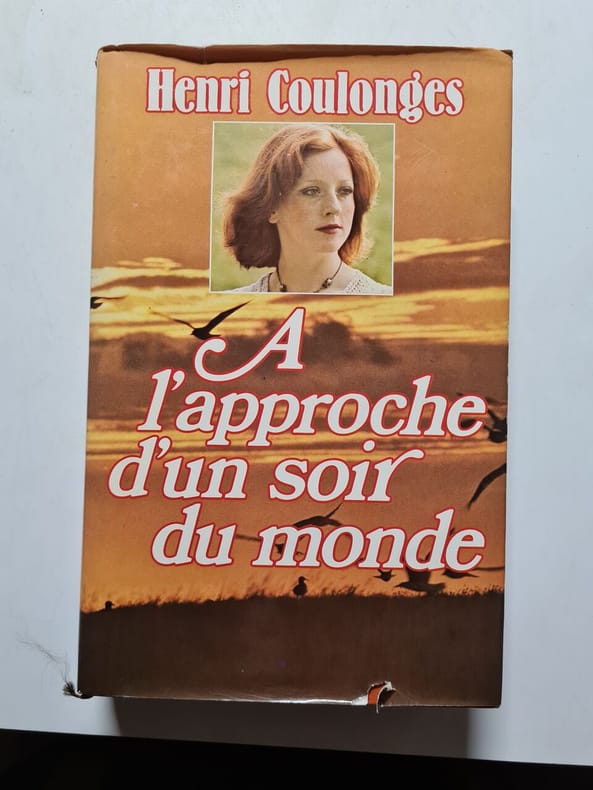 Henri Coulonges
A
l'approche
d'un soir
du monde